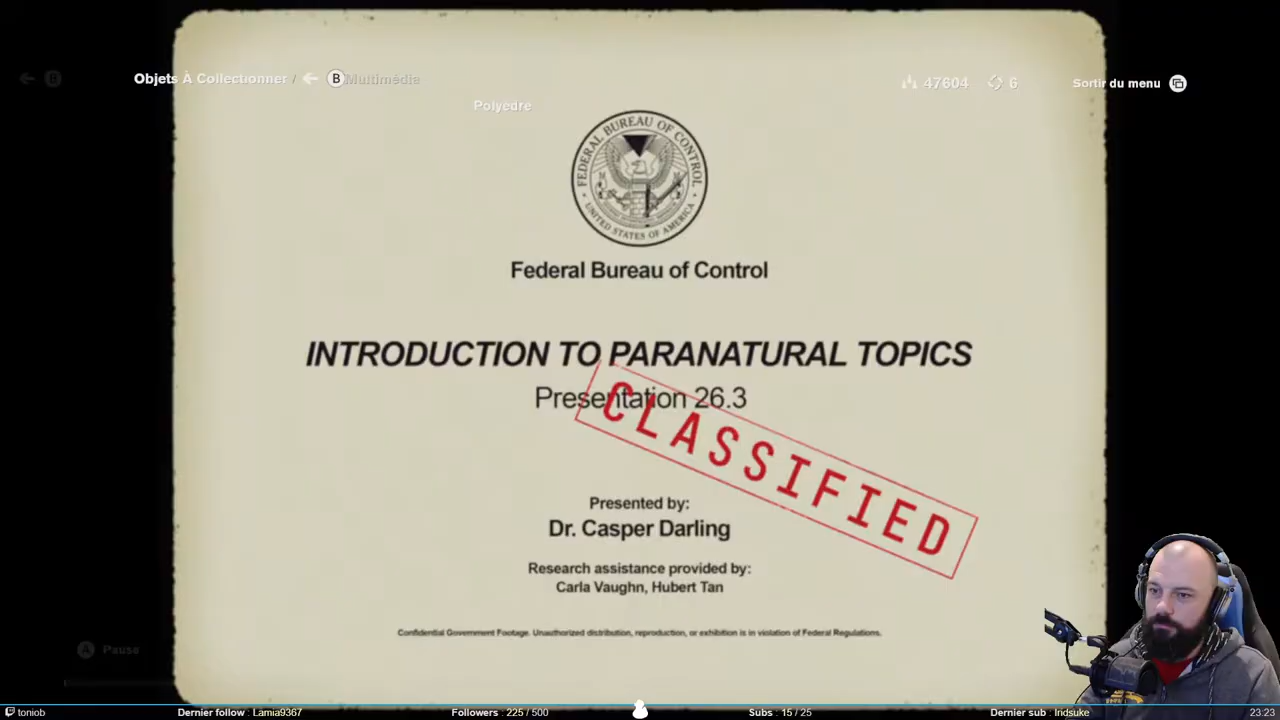 Objets À Collectionner / B Multimédia
47604
6
Sortir du menu
B
Polyedre
FEDERAL BUREAU OF CONTROL
UNITED STATES OF AMERICA
Federal Bureau of Control
INTRODUCTION TO PARANATURAL TOPICS
Presentation 26.3
CLASSIFIED
Presented by:
Dr. Casper Darling
Research assistance provided by:
Carla Vaughn, Hubert Tan
Confidential Government Footage. Unauthorized distribution, reproduction, or exhibition is in violation of Federal Regulations.
A Pause
toniob
Dernier follow : Lamia9367
Followers : 225 / 500
Subs : 15 / 25
Dernier sub : Indsuke
23:23